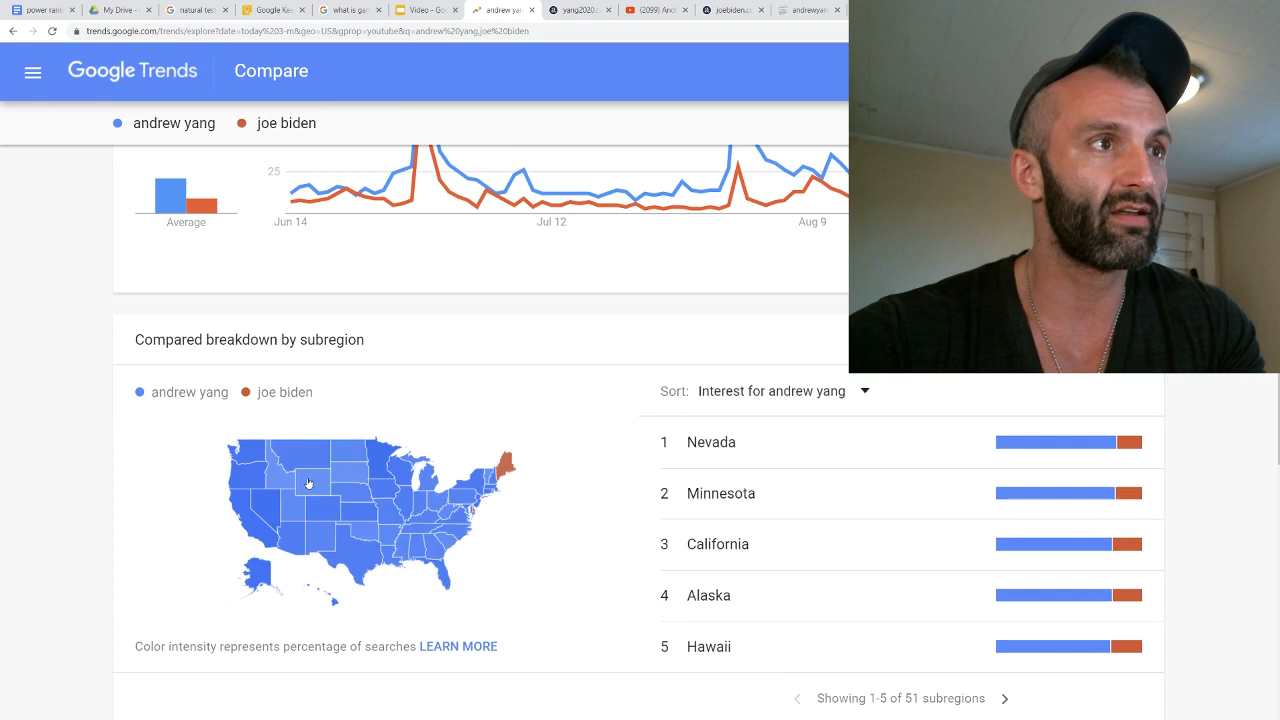 power rank
My Drive -
natural test
Google Kee
what is gan
Video - Go
andrew yan
yang2020.c
(2099) And
joebiden.co
andrewyan
trends.google.com/trends/explore?date=today%203-m&geo=US&gprop=youtube&q=andrew%20yang,joe%20biden
Google Trends Compare
andrew yang joe biden
25
Average Jun 14 Jul 12 Aug 9
Compared breakdown by subregion
andrew yang joe biden
Sort: Interest for andrew yang
1 Nevada
2 Minnesota
3 California
4 Alaska
5 Hawaii
Color intensity represents percentage of searches LEARN MORE
Showing 1-5 of 51 subregions